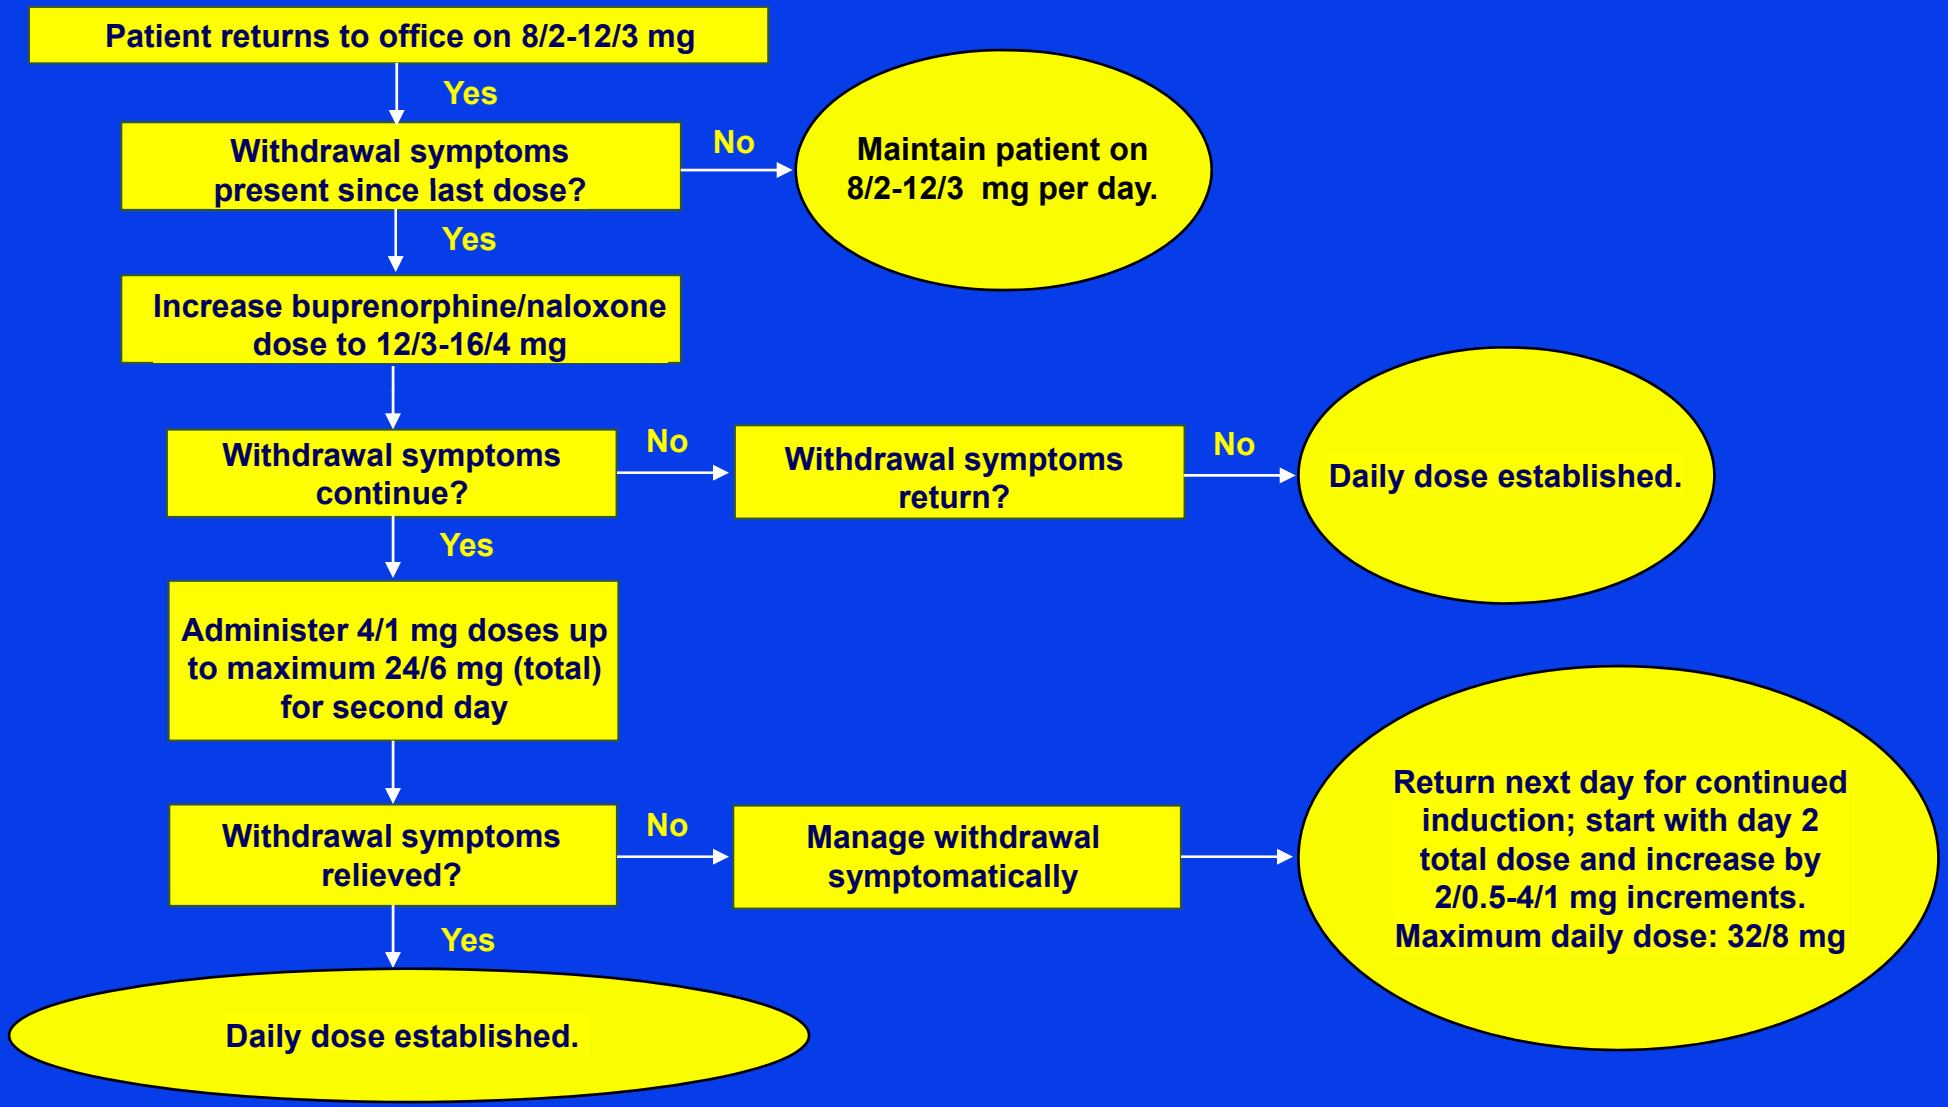 Patient returns to office on 8/2-12/3 mg
Yes
Withdrawal symptoms
present since last dose?
No
Maintain patient on
8/2-12/3 mg per day.
Yes
Increase buprenorphine/naloxone
dose to 12/3-16/4 mg
Withdrawal symptoms
continue?
No
Withdrawal symptoms
return?
No
Daily dose established.
Yes
Administer 4/1 mg doses up
to maximum 24/6 mg (total)
for second day
Withdrawal symptoms
relieved?
No
Manage withdrawal
symptomatically
Return next day for continued
induction; start with day 2
total dose and increase by
2/0.5-4/1 mg increments.
Maximum daily dose: 32/8 mg
Yes
Daily dose established.